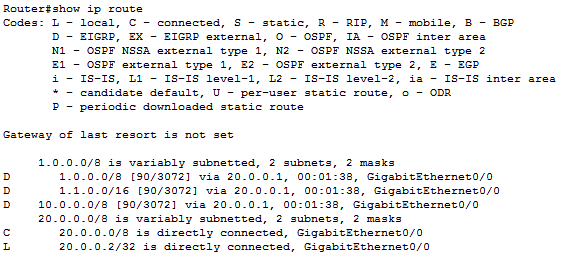 Router#show ip route
Codes: L - local, C - connected, S - static, R - RIP, M - mobile, B - BGP
D - EIGRP, EX - EIGRP external, O - OSPF, IA - OSPF inter area
N1 - OSPF NSSA external type 1, N2 - OSPF NSSA external type 2
E1 - OSPF external type 1, E2 - OSPF external type 2, E - EGP
i - IS-IS, L1 - IS-IS level-1, L2 - IS-IS level-2, ia - IS-IS inter area
* - candidate default, U - per-user static route, o - ODR
P - periodic downloaded static route
Gateway of last resort is not set
1.0.0.0/8 is variably subnetted, 2 subnets, 2 masks
D 1.0.0.0/8 [90/3072] via 20.0.0.1, 00:01:38, GigabitEthernet0/0
D 1.1.0.0/16 [90/3072] via 20.0.0.1, 00:01:38, GigabitEthernet0/0
D 10.0.0.0/8 [90/3072] via 20.0.0.1, 00:01:38, GigabitEthernet0/0
20.0.0.0/8 is variably subnetted, 2 subnets, 2 masks
C 20.0.0.0/8 is directly connected, GigabitEthernet0/0
L 20.0.0.2/32 is directly connected, GigabitEthernet0/0